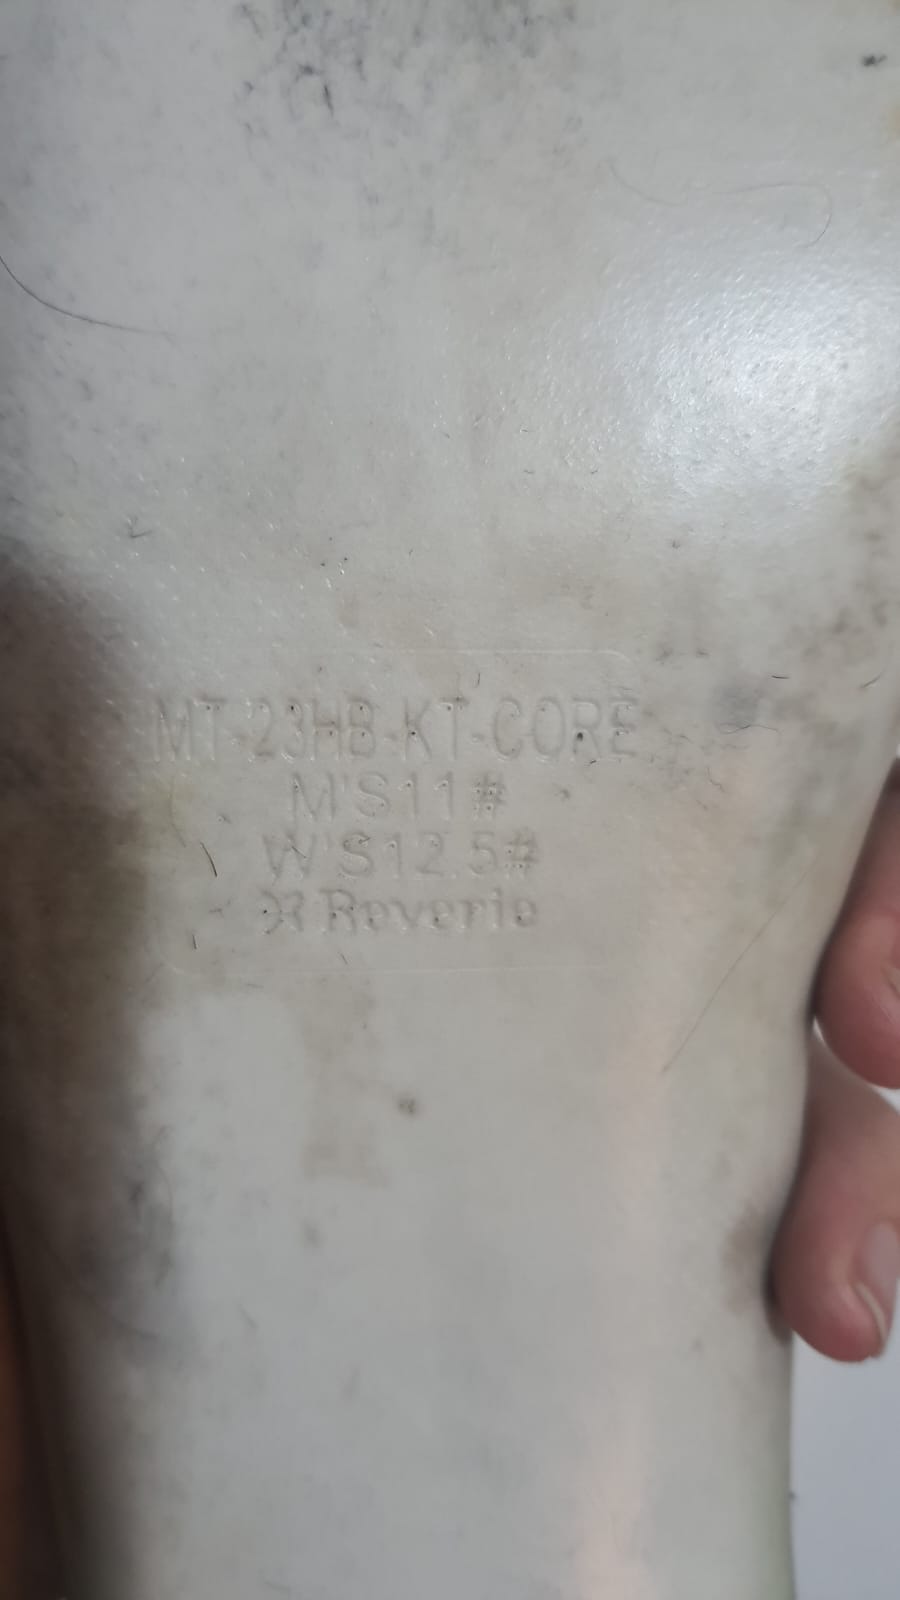 MT-23HB-KT-CORE
M'S11#
W'S12.5#
Reverie